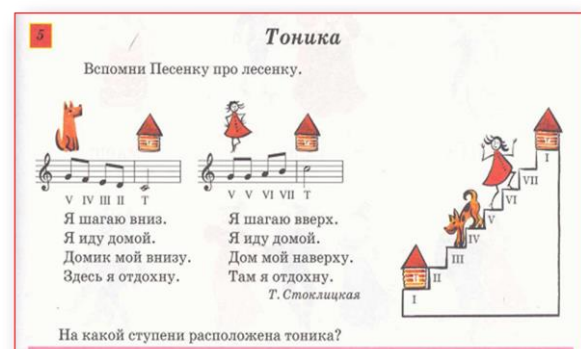 5
Тоника
Вспомни Песенку про лесенку.
V IV III II T
V V VI VII T
Я шагаю вниз.
Я иду домой.
Домик мой внизу.
Здесь я отдохну.
Я шагаю вверх.
Я иду домой.
Дом мой наверху.
Там я отдохну.
Т. Стоклицкая
I
VII
VI
V
IV
III
II
I
На какой ступени расположена тоника?